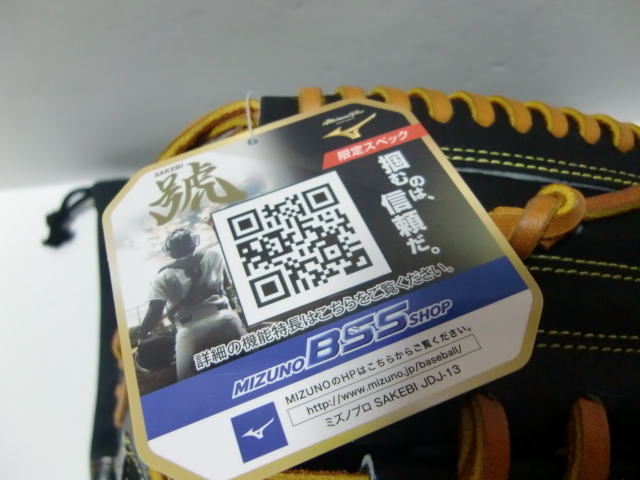 MizunoPro
限定スペック
SAKEBI
號
掴むのは、
信頼だ。
詳細の機能特長はこちらをご覧ください。
MIZUNO BSS SHOP
MIZUNOのHPはこちらからご覧ください。
http://www.mizuno.jp/baseball/
ミズノプロ SAKEBI JDJ-13